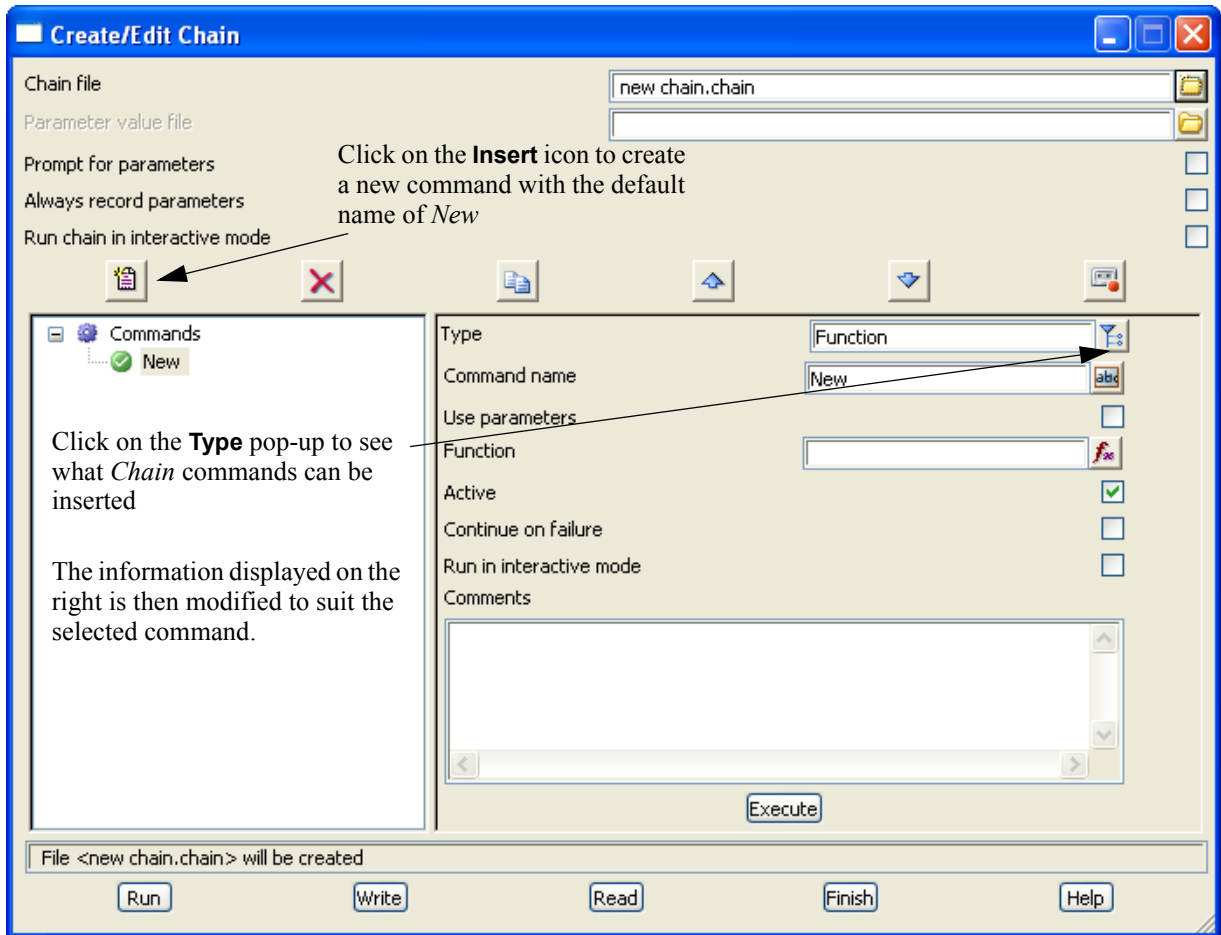 Create/Edit Chain
Chain file
new chain.chain
Parameter value file
Prompt for parameters
Always record parameters
Run chain in interactive mode
Click on the Insert icon to create
a new command with the default
name of New
Commands
New
Click on the Type pop-up to see
what Chain commands can be
inserted
The information displayed on the
right is then modified to suit the
selected command.
Type
Function
Command name
New
abc
Use parameters
Function
Active
Continue on failure
Run in interactive mode
Comments
Execute
File <new chain.chain> will be created
Run
Write
Read
Finish
Help